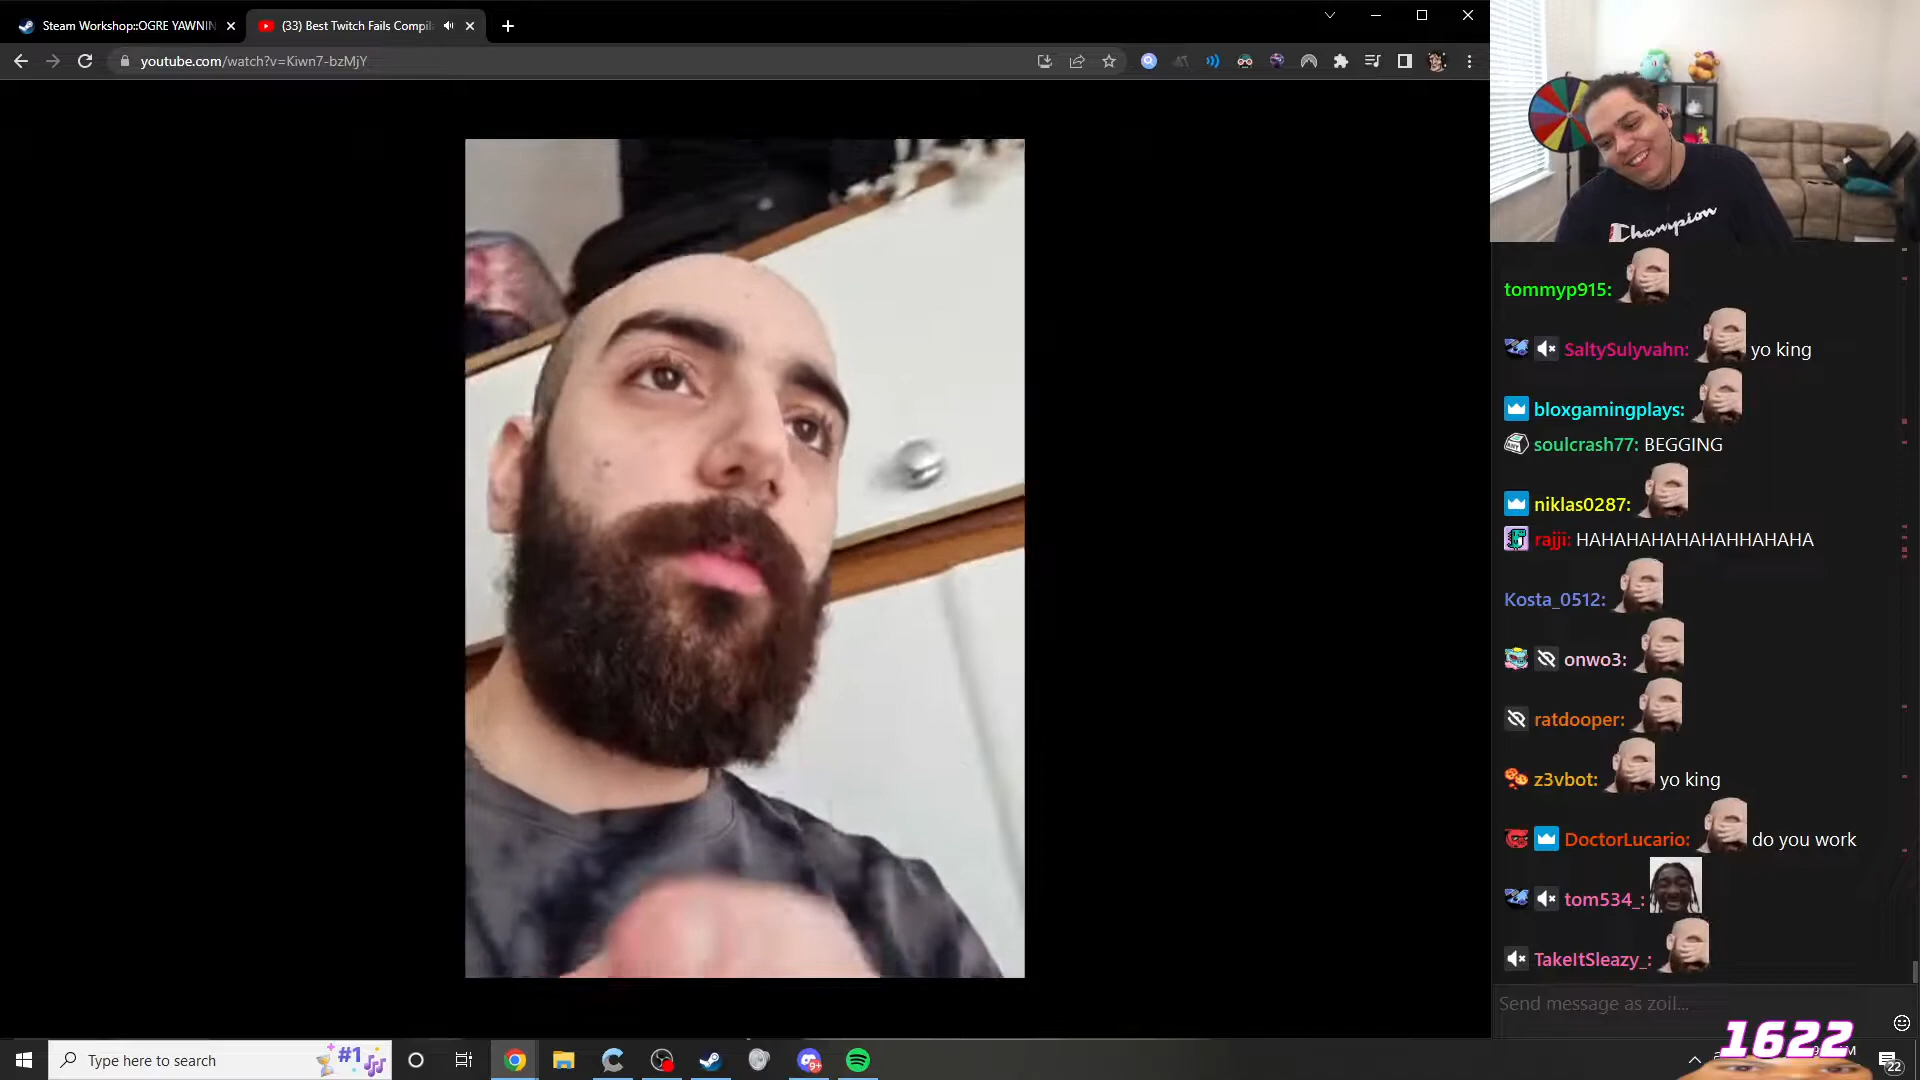 Steam Workshop::OGRE YAWNIN
(33) Best Twitch Fails Compil
youtube.com/watch?v=Kiwn7-bzMjY
Champion
tommyp915:
SaltySulyvahn: yo king
bloxgamingplays:
soulcrash77: BEGGING
niklas0287:
rajji: HAHAHAHAHAHAHHAHAHA
Kosta_0512:
onwo3:
ratdooper:
z3vbot: yo king
DoctorLucario: do you work
tom534_:
TakeItSleazy_:
Send message as zoil...
Type here to search
#1
9+
1622
22